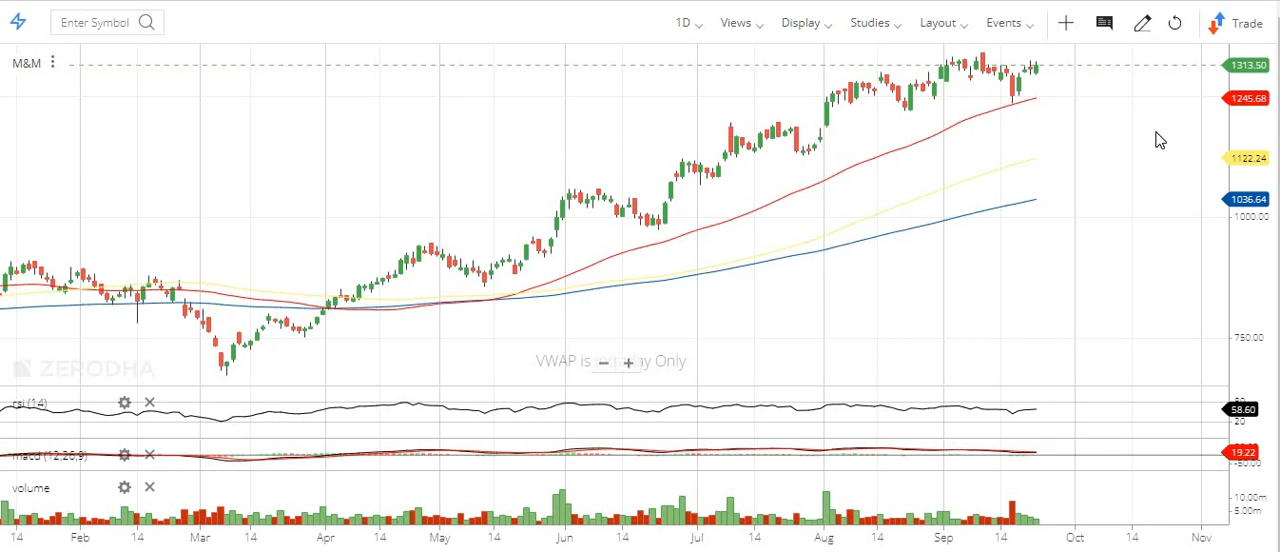 Enter Symbol 1D Views Display Studies Layout Events Trade
M&M 1313.50
1245.68
1122.24
1036.64
1000.00
750.00
VWAP is ay Only
ZERODHA
rsi (14)
80
58.60
20
macd (12,26,9)
19.22
-50.00
volume
10.00m
5.00m
14 Feb 14 Mar 14 Apr 14 May 14 Jun 14 Jul 14 Aug 14 Sep 14 Oct 14 Nov